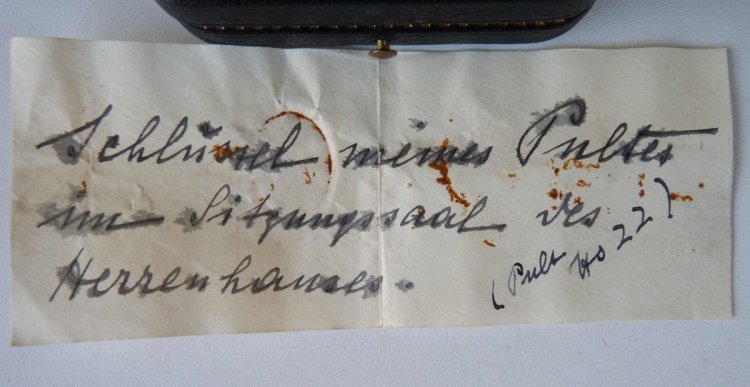 Schlüssel meines Pultes
im Sitzungssaal des
Herrenhauses.
(Pult No 22)